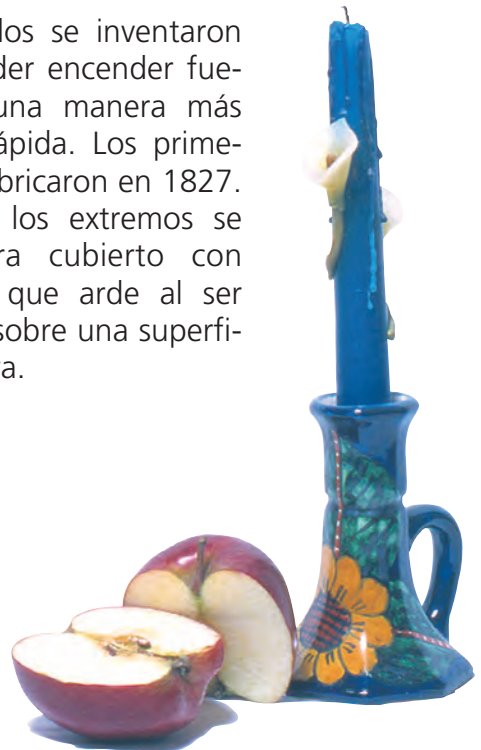 los se inventaron
der encender fue-
una manera más
ápida. Los prime-
bricaron en 1827.
los extremos se
ra cubierto con
que arde al ser
sobre una superfi-
ra.